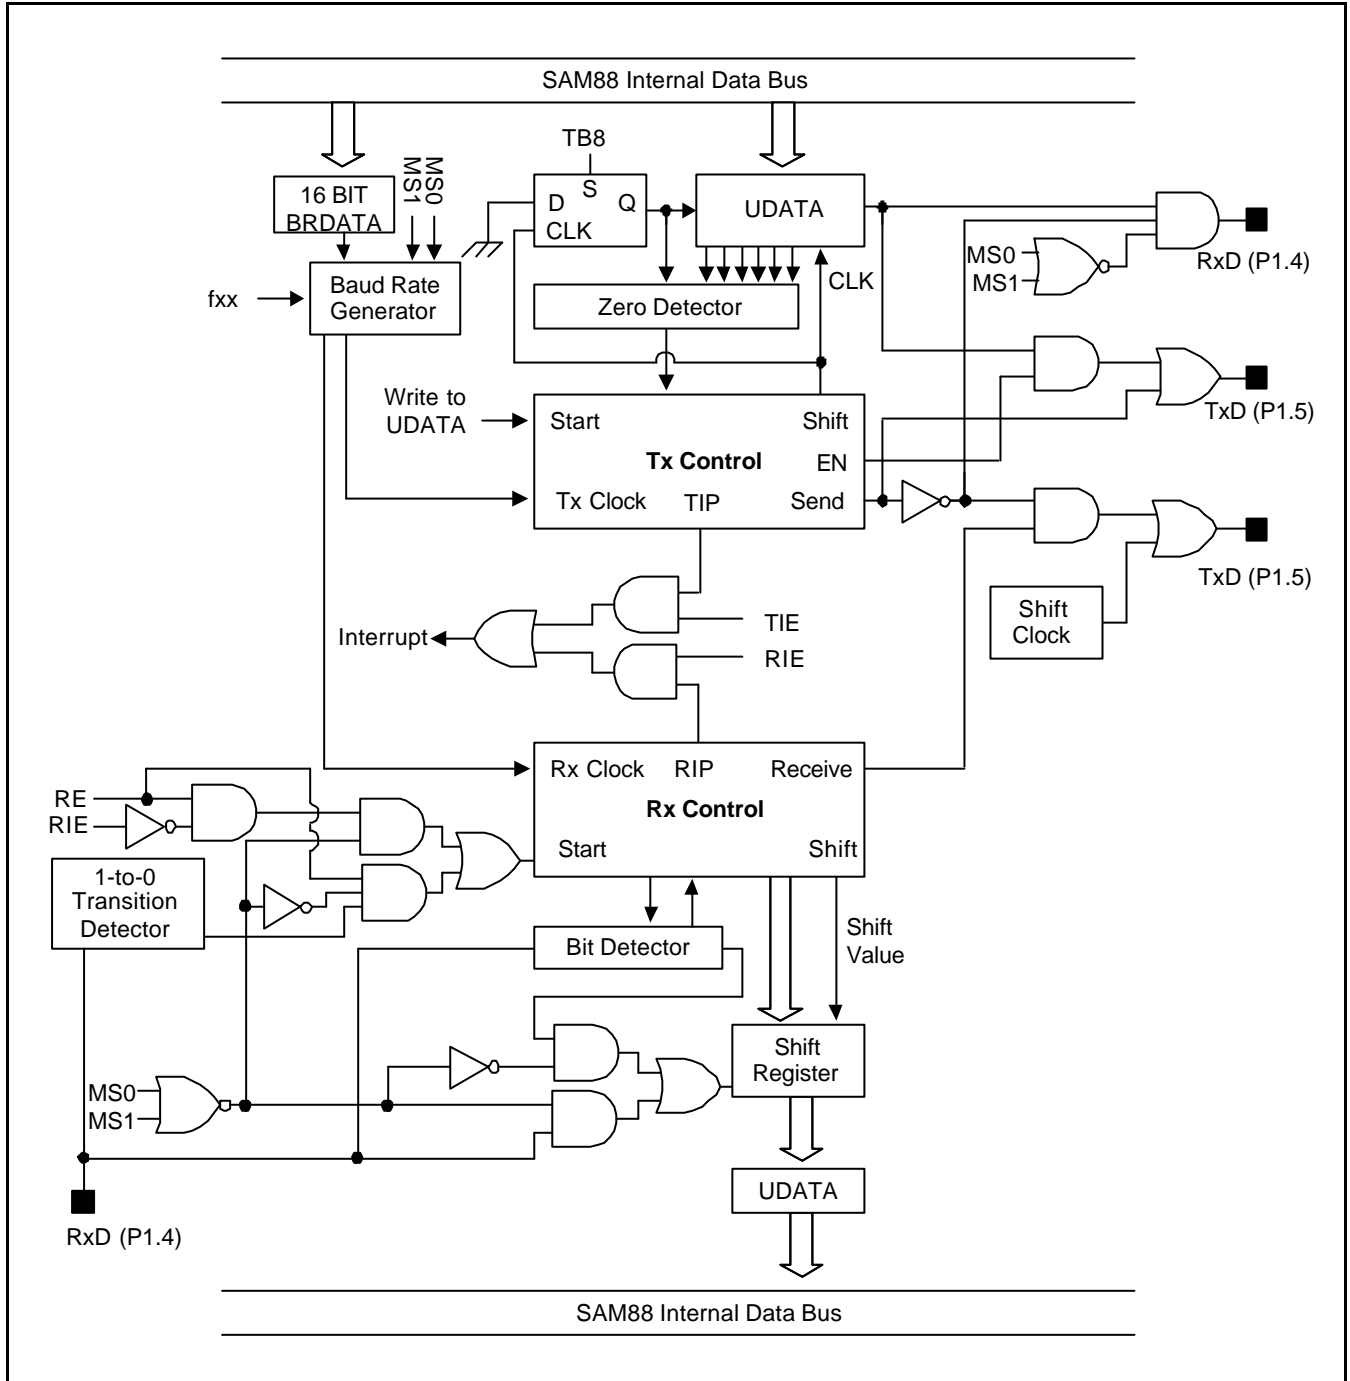 SAM88 Internal Data Bus
TB8
MS1
MS0
16 BIT
BRDATA
S
D
Q
CLK
UDATA
MS0
MS1
RxD (P1.4)
fxx
Baud Rate
Generator
Zero Detector
CLK
Write to
UDATA
Start
Shift
Tx Control
EN
Tx Clock
TIP
Send
TxD (P1.5)
TxD (P1.5)
Shift
Clock
Interrupt
TIE
RIE
Rx Clock
RIP
Receive
Rx Control
Start
Shift
RE
RIE
1-to-0
Transition
Detector
Bit Detector
Shift
Value
Shift
Register
MS0
MS1
UDATA
RxD (P1.4)
SAM88 Internal Data Bus